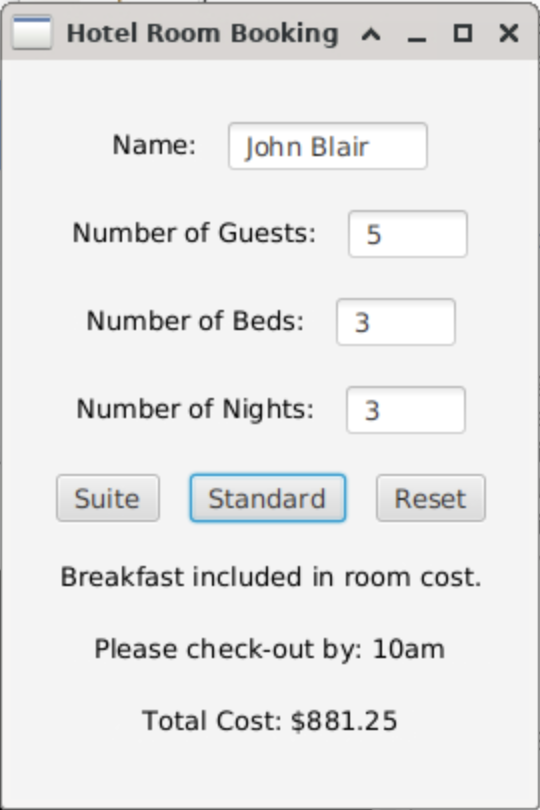 Hotel Room Booking
Name: John Blair
Number of Guests: 5
Number of Beds: 3
Number of Nights: 3
Suite Standard Reset
Breakfast included in room cost.
Please check-out by: 10am
Total Cost: $881.25